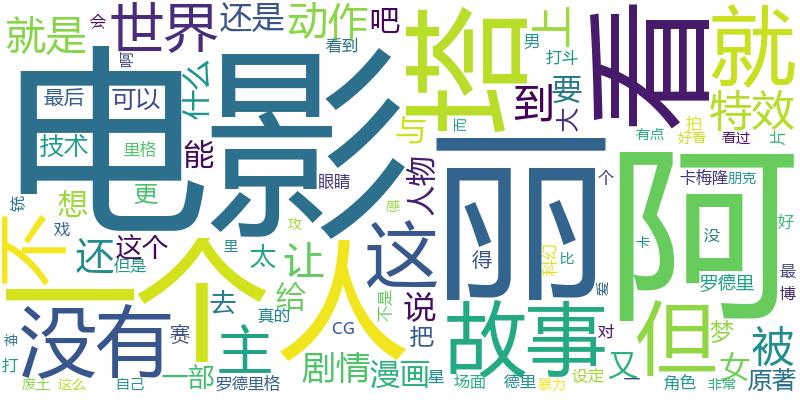 电影
丽
阿
塔
看
一个
人
就
没有
故事
这
但
主
不
世界
就是
还是
动作
吧
上
到
要
大
特效
什么
最后
可以
技术
里格
能
更
想
眼睛
与
人物
还
这个
但是
里
太
让
给
去
真的
说
把
CG
剧情
漫画
一部
罗德里格
赛
自己
废土
这么
打
铳
戏
会
看到
男
打斗
拍
好看
看过
有点
卡梅隆
朋克
个
没
得
卡
比
科幻
爱
好
罗德里
最
博
对
梦
又
女
被
原著
设定
角色
非常
暴力
德里
场面
星
不是
感
攻